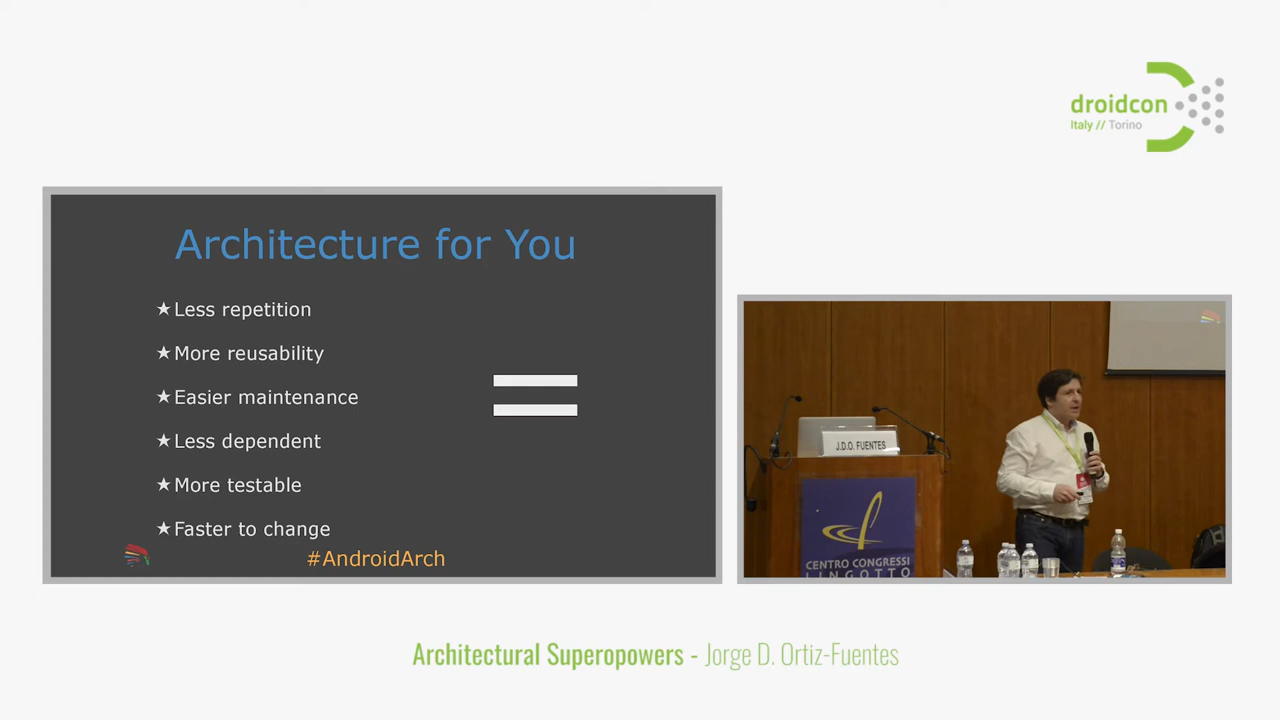 droidcon
Italy // Torino
Architecture for You
★Less repetition
★More reusability
★Easier maintenance
★Less dependent
★More testable
★Faster to change
#AndroidArch
J.D.O. FUENTES
CENTRO CONGRESSI
LINGOTTO
Architectural Superopowers - Jorge D. Ortiz-Fuentes